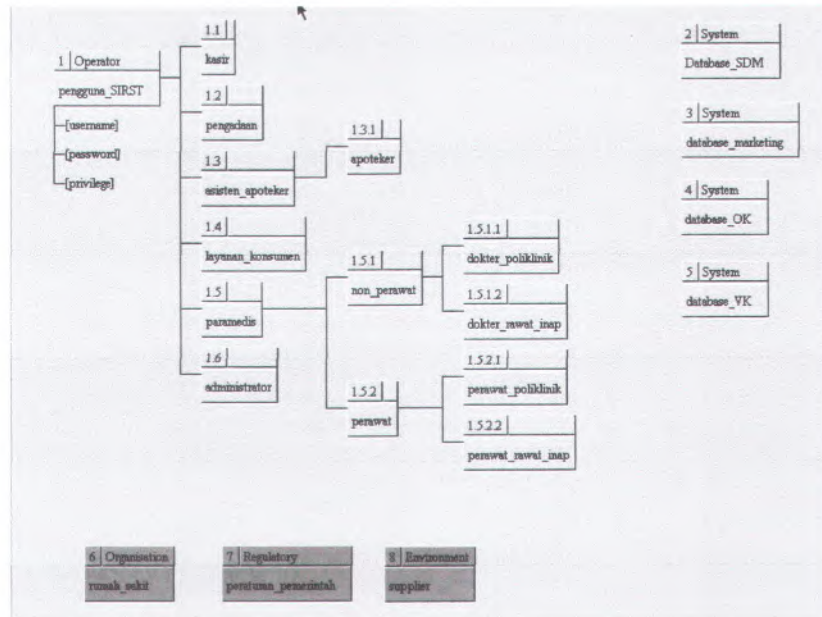 1 Operator
pengguna_SIRST
[username]
[password]
[privilege]
1.1
kasir
1.2
pengadaan
1.3
asisten_apoteker
1.3.1
apoteker
1.4
layanan_konsumen
1.5
paramedis
1.6
administrator
1.5.1
non_perawat
1.5.2
perawat
1.5.1.1
dokter_poliklinik
1.5.1.2
dokter_rawat_inap
1.5.2.1
perawat_poliklinik
1.5.2.2
perawat_rawat_inap
2 System
Database_SDM
3 System
database_marketing
4 System
database_OK
5 System
database_VK
6 Organisation
rumah_sakit
7 Regulatory
peraturan_pemerintah
8 Environment
supplier